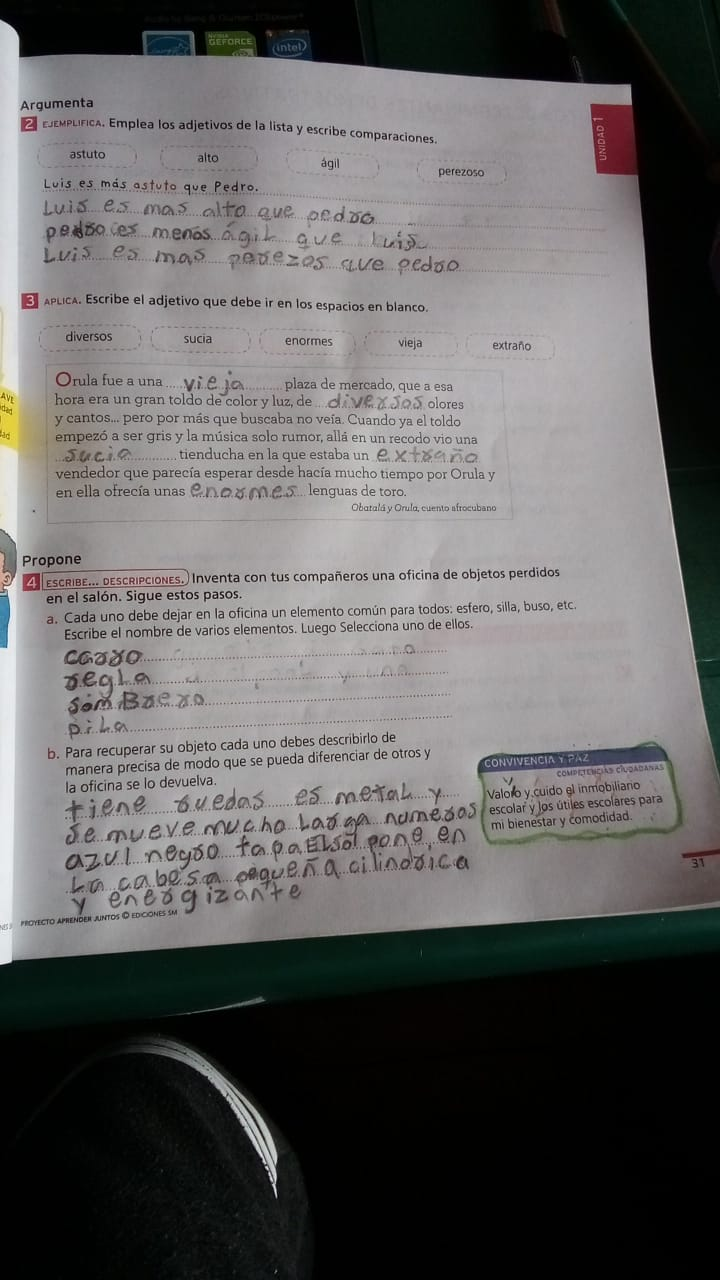 NVIDIA
GEFORCE
intel
Argumenta
2 EJEMPLIFICA. Emplea los adjetivos de la lista y escribe comparaciones.
astuto alto ágil perezoso
UNIDAD 1
Luis es más astuto que Pedro.
Luis es mas alto que pedro
pedro es menos ágil que Luis
Luis es mas perezos que pedro
3 APLICA. Escribe el adjetivo que debe ir en los espacios en blanco.
diversos sucia enormes vieja extraño
Orula fue a una vieja plaza de mercado, que a esa
hora era un gran toldo de color y luz, de diversos olores
y cantos... pero por más que buscaba no veía. Cuando ya el toldo
empezó a ser gris y la música solo rumor, allá en un recodo vio una
sucia tienducha en la que estaba un extraño
vendedor que parecía esperar desde hacía mucho tiempo por Orula y
en ella ofrecía unas enormes lenguas de toro.
Obatalá y Orula, cuento afrocubano
Propone
4 ESCRIBE... DESCRIPCIONES. Inventa con tus compañeros una oficina de objetos perdidos
en el salón. Sigue estos pasos.
a. Cada uno debe dejar en la oficina un elemento común para todos: esfero, silla, buso, etc.
Escribe el nombre de varios elementos. Luego Selecciona uno de ellos.
carro
regla
somBrero
pila
b. Para recuperar su objeto cada uno debes describirlo de
manera precisa de modo que se pueda diferenciar de otros y
la oficina se lo devuelva.
tiene ruedas es metal y
se mueve mucho Larga numeros
azul negro tapa ELsol pone en
La cabesa pequeña cilindrica
y energizante
CONVIVENCIA Y PAZ
COMPETENCIAS CIUDADANAS
Valoro y cuido el inmobiliano
escolar y los útiles escolares para
mi bienestar y comodidad.
31
PROYECTO APRENDER JUNTOS © EDICIONES SM